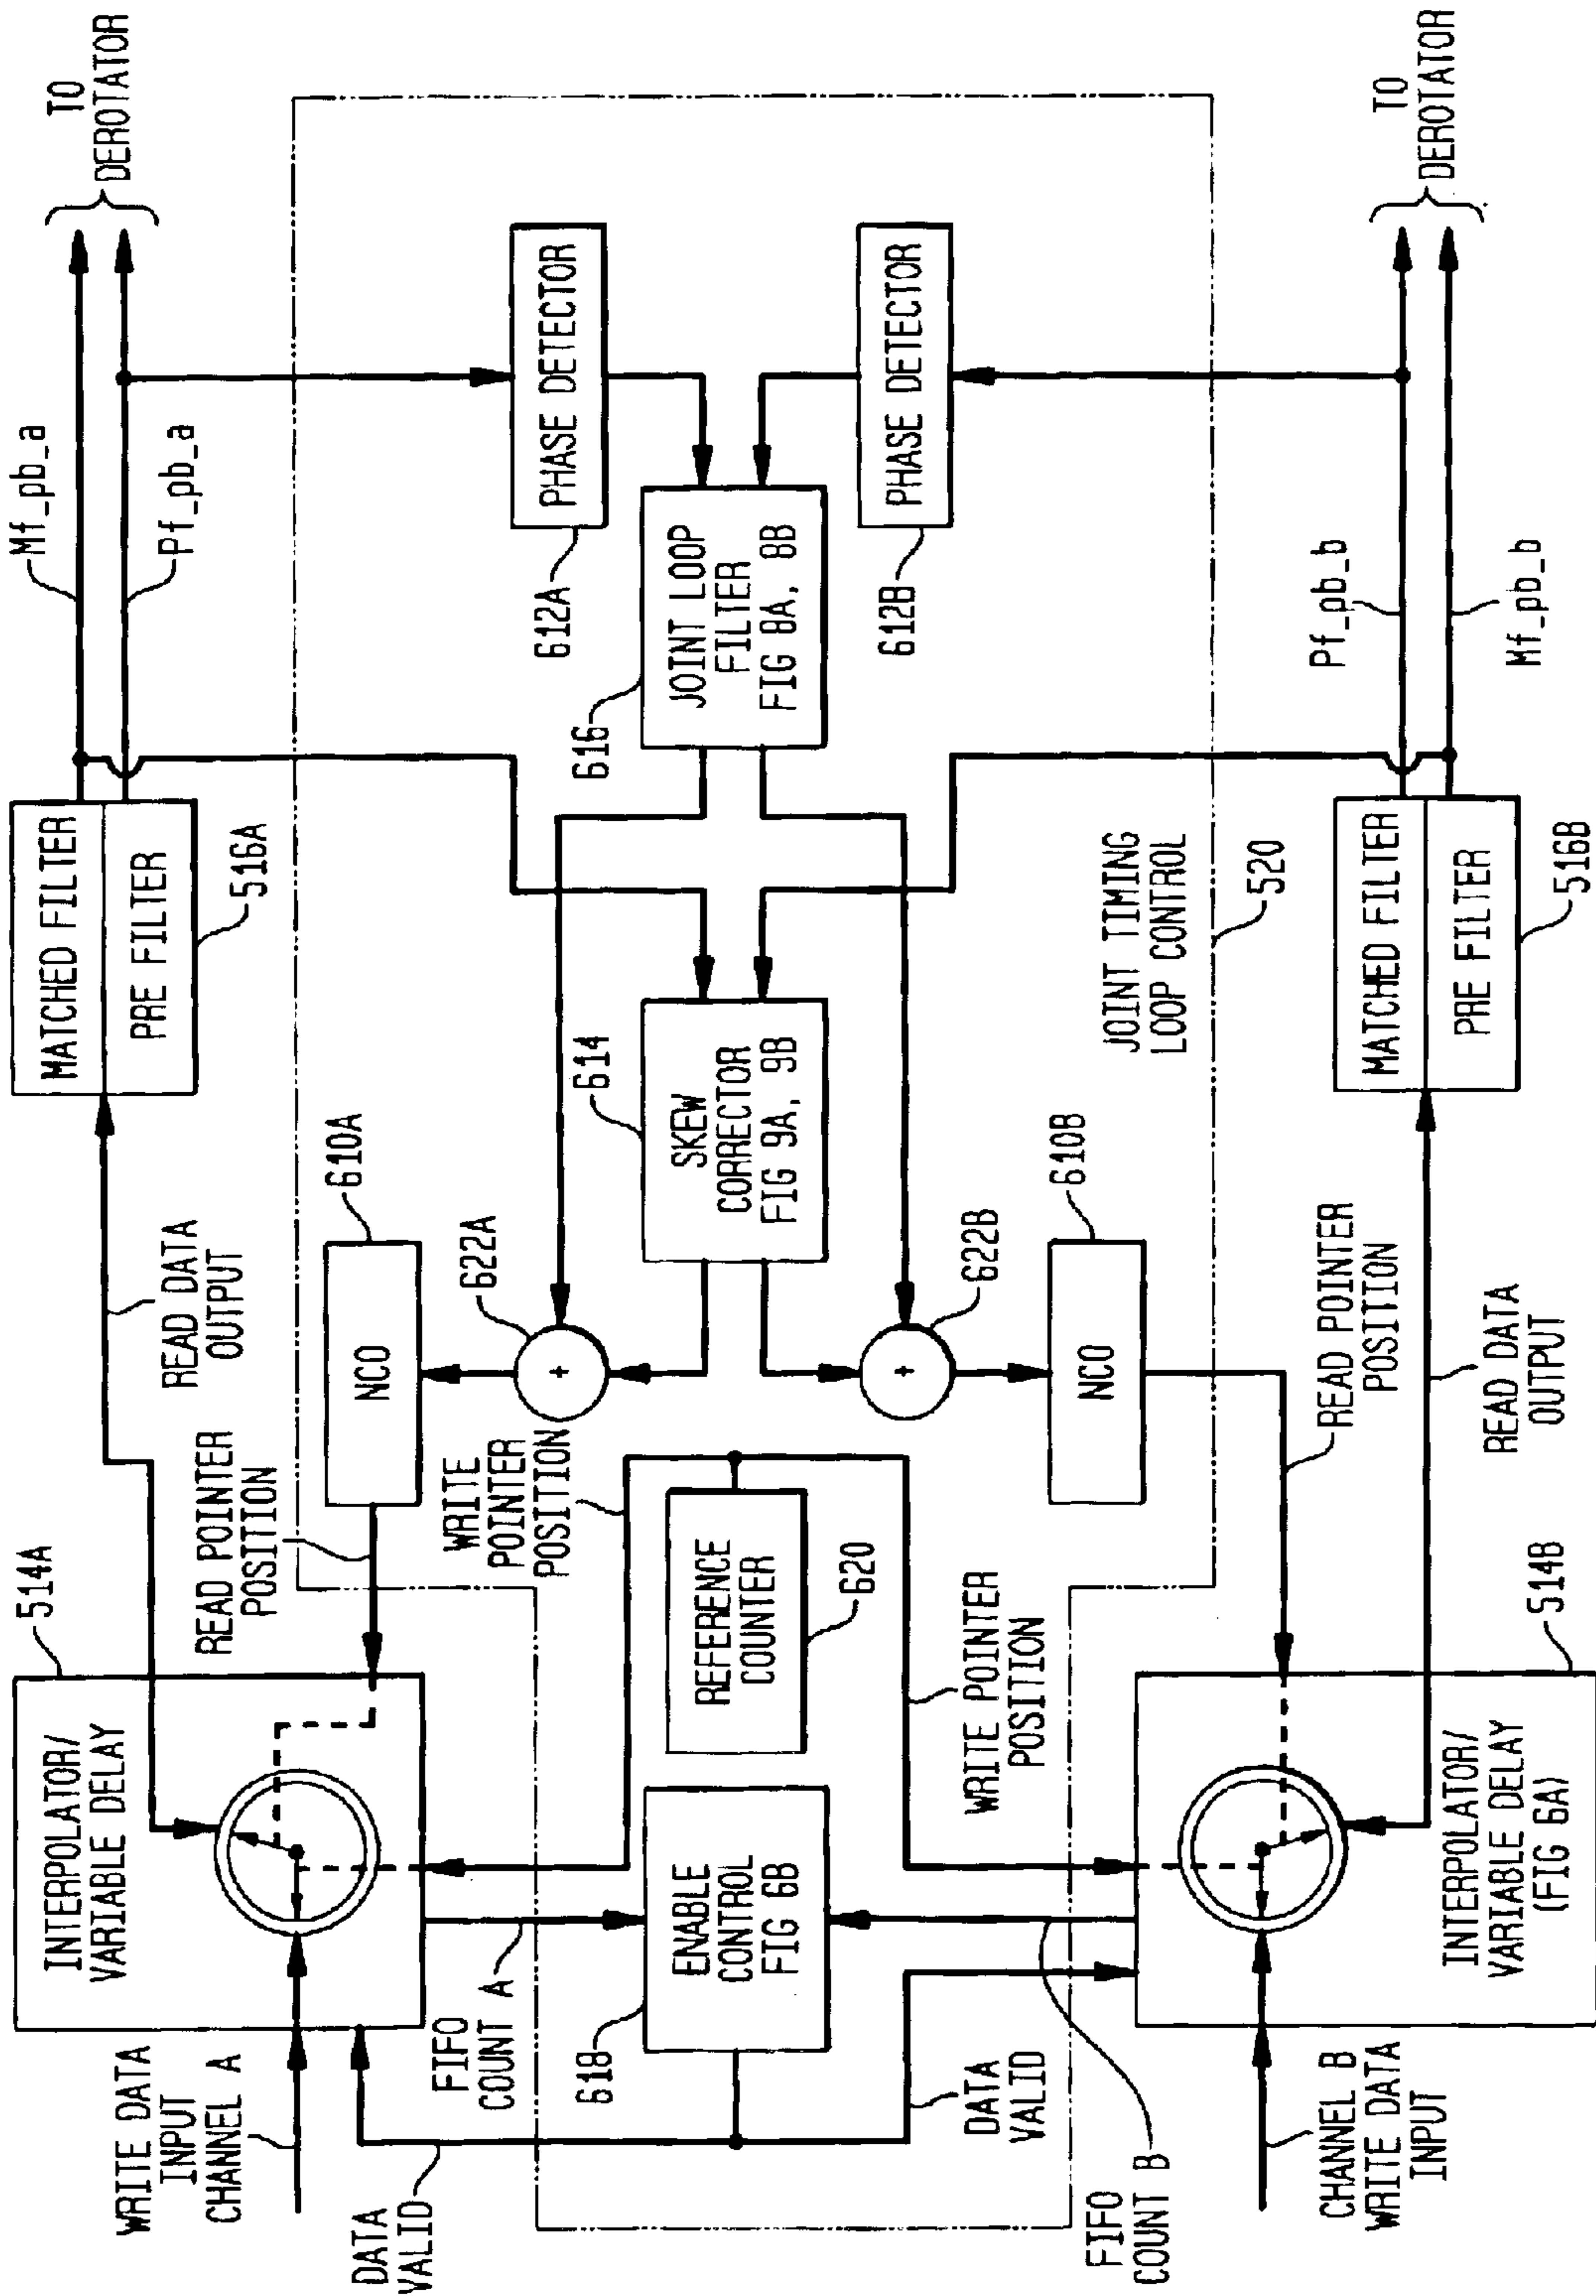 WRITE DATA
INPUT
CHANNEL A
DATA
VALID
514A
INTERPOLATOR/
VARIABLE DELAY
READ POINTER
POSITION
READ DATA
OUTPUT
MATCHED FILTER
PRE FILTER
516A
Mf_pb_a
Pf_pb_a
TO
DEROTATOR
FIFO
COUNT A
WRITE
POINTER
POSITION
610A
NCO
622A
+
612A
PHASE DETECTOR
618
ENABLE
CONTROL
FIG 6B
REFERENCE
COUNTER
620
614
SKEW
CORRECTOR
FIG 9A, 9B
616
JOINT LOOP
FILTER
FIG 8A, 8B
612B
PHASE DETECTOR
DATA
VALID
WRITE POINTER
POSITION
+
622B
NCO
610B
JOINT TIMING
LOOP CONTROL
520
FIFO
COUNT B
READ POINTER
POSITION
CHANNEL B
WRITE DATA
INPUT
INTERPOLATOR/
VARIABLE DELAY
(FIG 6A)
514B
READ DATA
OUTPUT
MATCHED FILTER
PRE FILTER
516B
Pf_pb_b
Mf_pb_b
TO
DEROTATOR